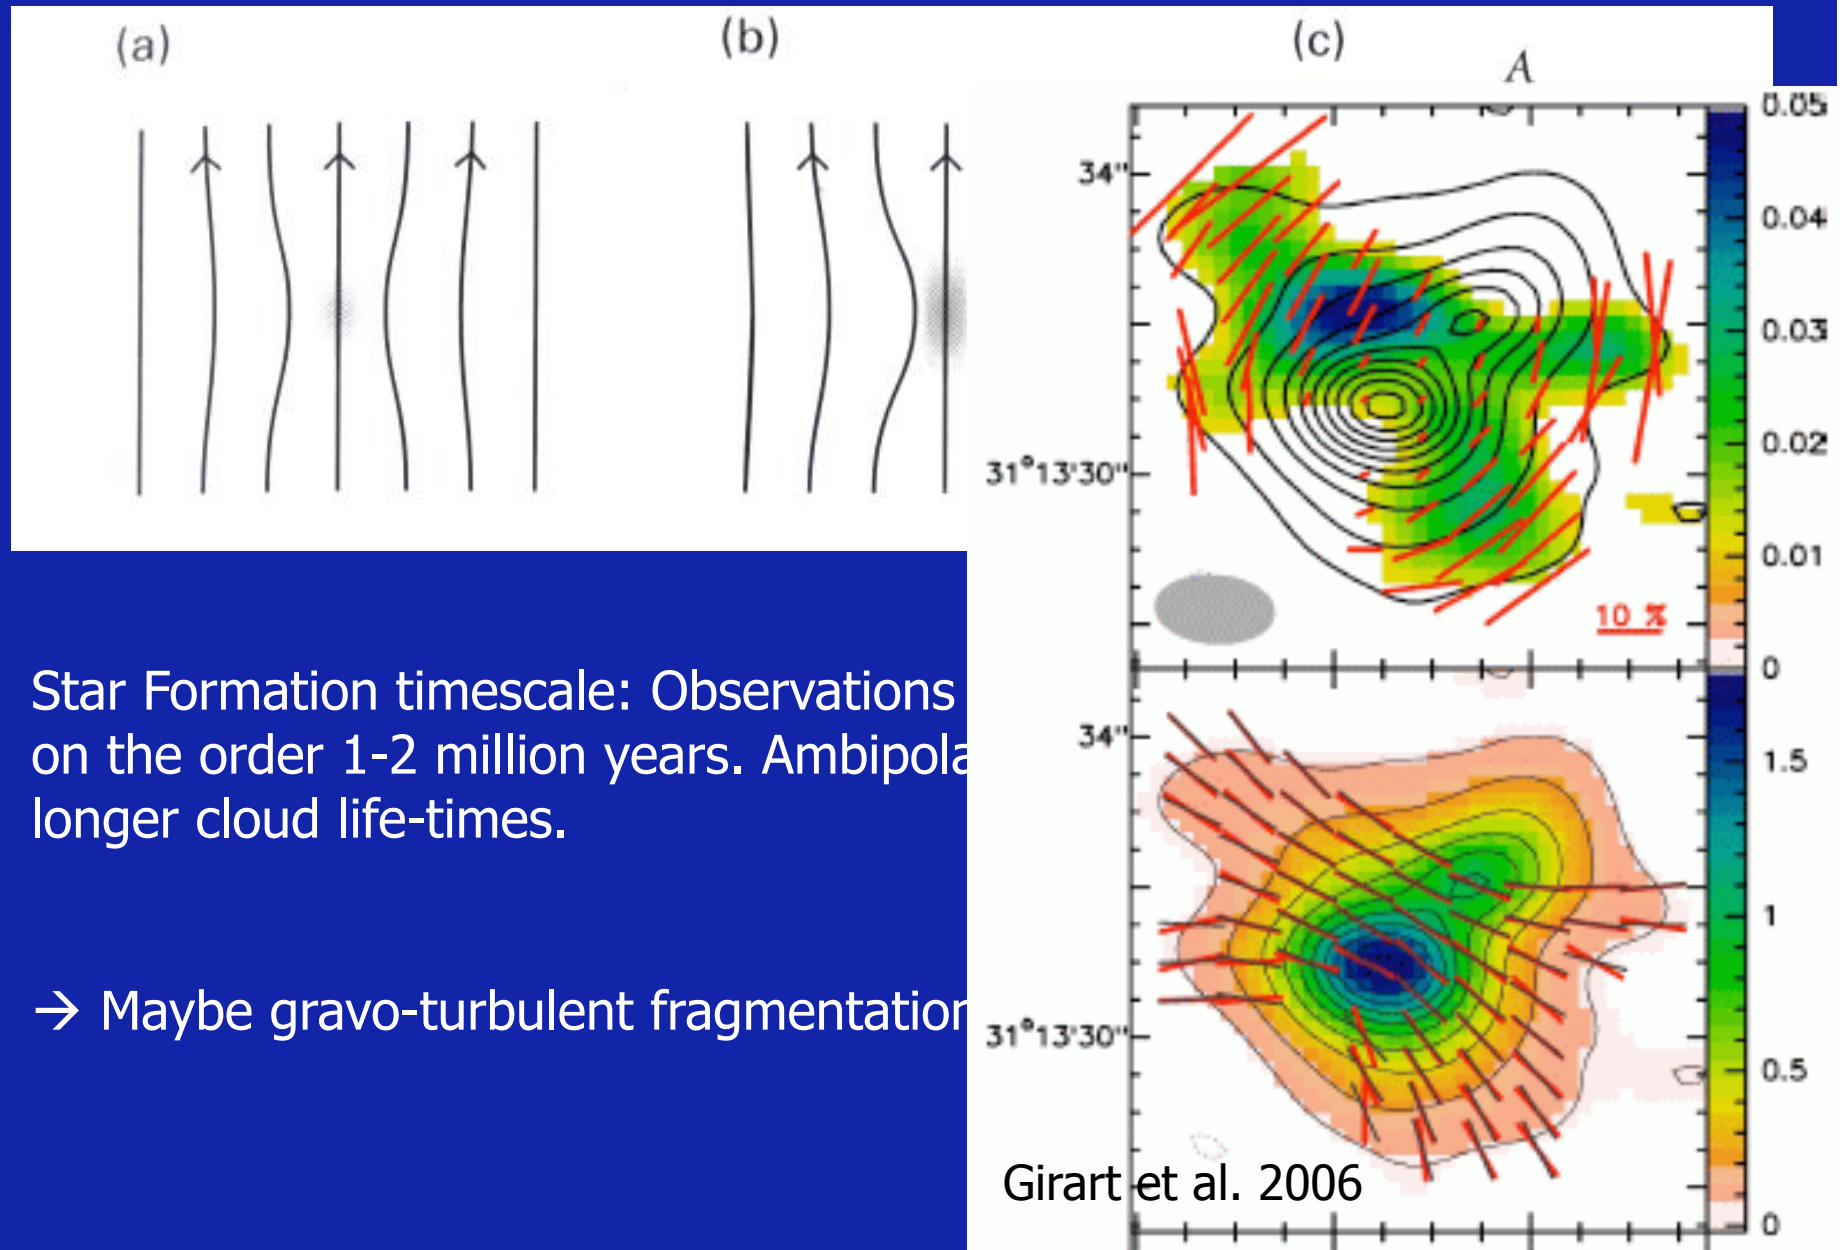 (a)
(b)
(c)
A
34"
31°13'30"
10 %
0.05
0.04
0.03
0.02
0.01
0
34"
31°13'30"
1.5
1
0.5
0
Star Formation timescale: Observations
on the order 1-2 million years. Ambipola
longer cloud life-times.
→ Maybe gravo-turbulent fragmentation
Girart et al. 2006